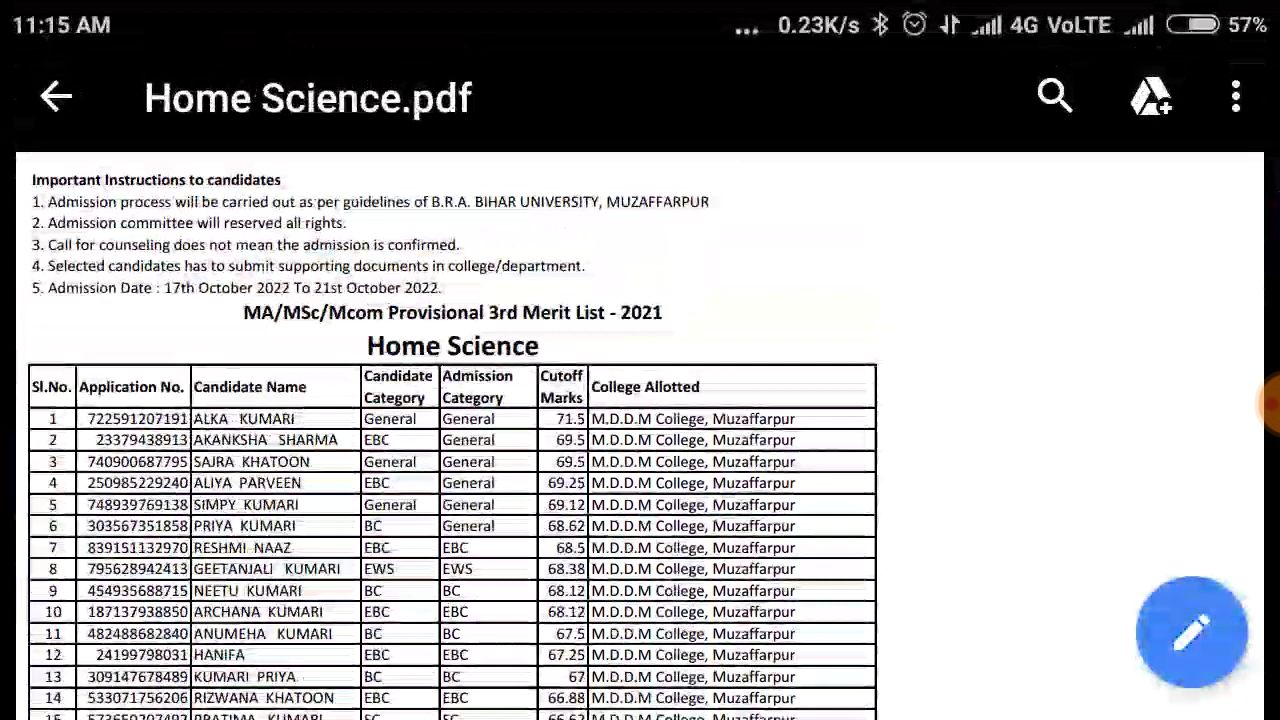 11:15 AM ... 0.23K/s 4G VoLTE 57%
Home Science.pdf
Important Instructions to candidates
1. Admission process will be carried out as per guidelines of B.R.A. BIHAR UNIVERSITY, MUZAFFARPUR
2. Admission committee will reserved all rights.
3. Call for counseling does not mean the admission is confirmed.
4. Selected candidates has to submit supporting documents in college/department.
5. Admission Date : 17th October 2022 To 21st October 2022.
MA/MSc/Mcom Provisional 3rd Merit List - 2021
Home Science
Sl.No. Application No. Candidate Name Candidate Category Admission Category Cutoff Marks College Allotted
1 722591207191 ALKA KUMARI General General 71.5 M.D.D.M College, Muzaffarpur
2 23379438913 AKANKSHA SHARMA EBC General 69.5 M.D.D.M College, Muzaffarpur
3 740900687795 SAJRA KHATOON General General 69.5 M.D.D.M College, Muzaffarpur
4 250985229240 ALIYA PARVEEN EBC General 69.25 M.D.D.M College, Muzaffarpur
5 748939769138 SIMPY KUMARI General General 69.12 M.D.D.M College, Muzaffarpur
6 303567351858 PRIYA KUMARI BC General 68.62 M.D.D.M College, Muzaffarpur
7 839151132970 RESHMI NAAZ EBC EBC 68.5 M.D.D.M College, Muzaffarpur
8 795628942413 GEETANJALI KUMARI EWS EWS 68.38 M.D.D.M College, Muzaffarpur
9 454935688715 NEETU KUMARI BC BC 68.12 M.D.D.M College, Muzaffarpur
10 187137938850 ARCHANA KUMARI EBC EBC 68.12 M.D.D.M College, Muzaffarpur
11 482488682840 ANUMEHA KUMARI BC BC 67.5 M.D.D.M College, Muzaffarpur
12 24199798031 HANIFA EBC EBC 67.25 M.D.D.M College, Muzaffarpur
13 309147678489 KUMARI PRIYA BC BC 67 M.D.D.M College, Muzaffarpur
14 533071756206 RIZWANA KHATOON EBC EBC 66.88 M.D.D.M College, Muzaffarpur
15 PRATIMA KUMARI SC SC 66.62 M.D.D.M College, Muzaffarpur